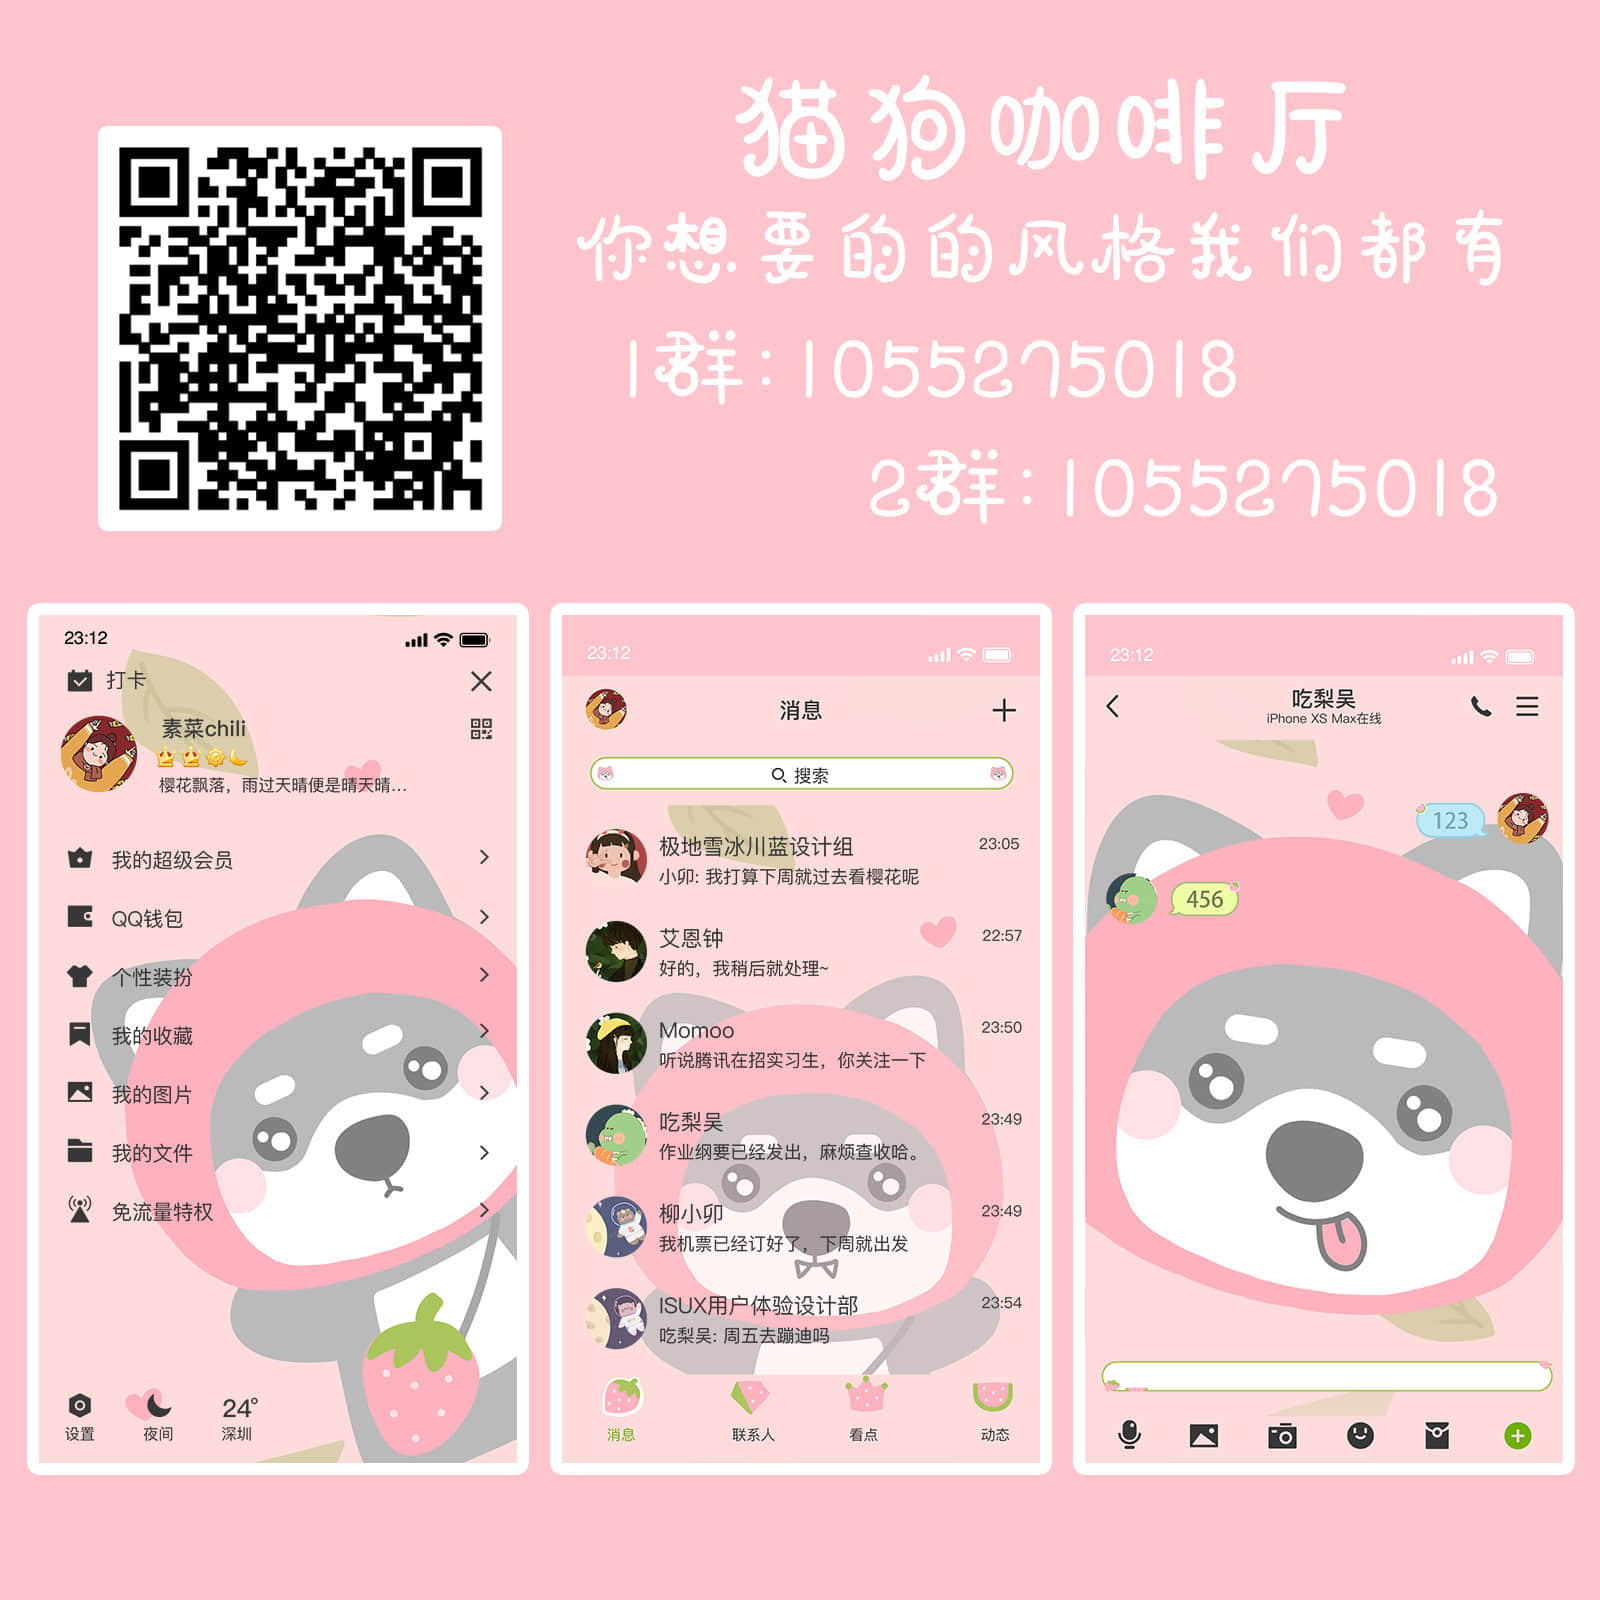 猫狗咖啡厅
你想要的的风格我们都有
1群:1055275018
2群:1055275018
23:12
打卡
素菜chili
樱花飘落，雨过天晴便是晴天晴...
我的超级会员
QQ钱包
个性装扮
我的收藏
我的图片
我的文件
免流量特权
24°
设置 夜间 深圳
23:12
消息
搜索
极地雪冰川蓝设计组 23:05
小卯: 我打算下周就过去看樱花呢
艾恩钟 22:57
好的，我稍后就处理~
Momoo 23:50
听说腾讯在招实习生，你关注一下
吃梨吴 23:49
作业纲要已经发出，麻烦查收哈。
柳小卯 23:49
我机票已经订好了，下周就出发
ISUX用户体验设计部 23:54
吃梨吴: 周五去蹦迪吗
消息 联系人 看点 动态
23:12
吃梨吴
iPhone XS Max在线
123
456